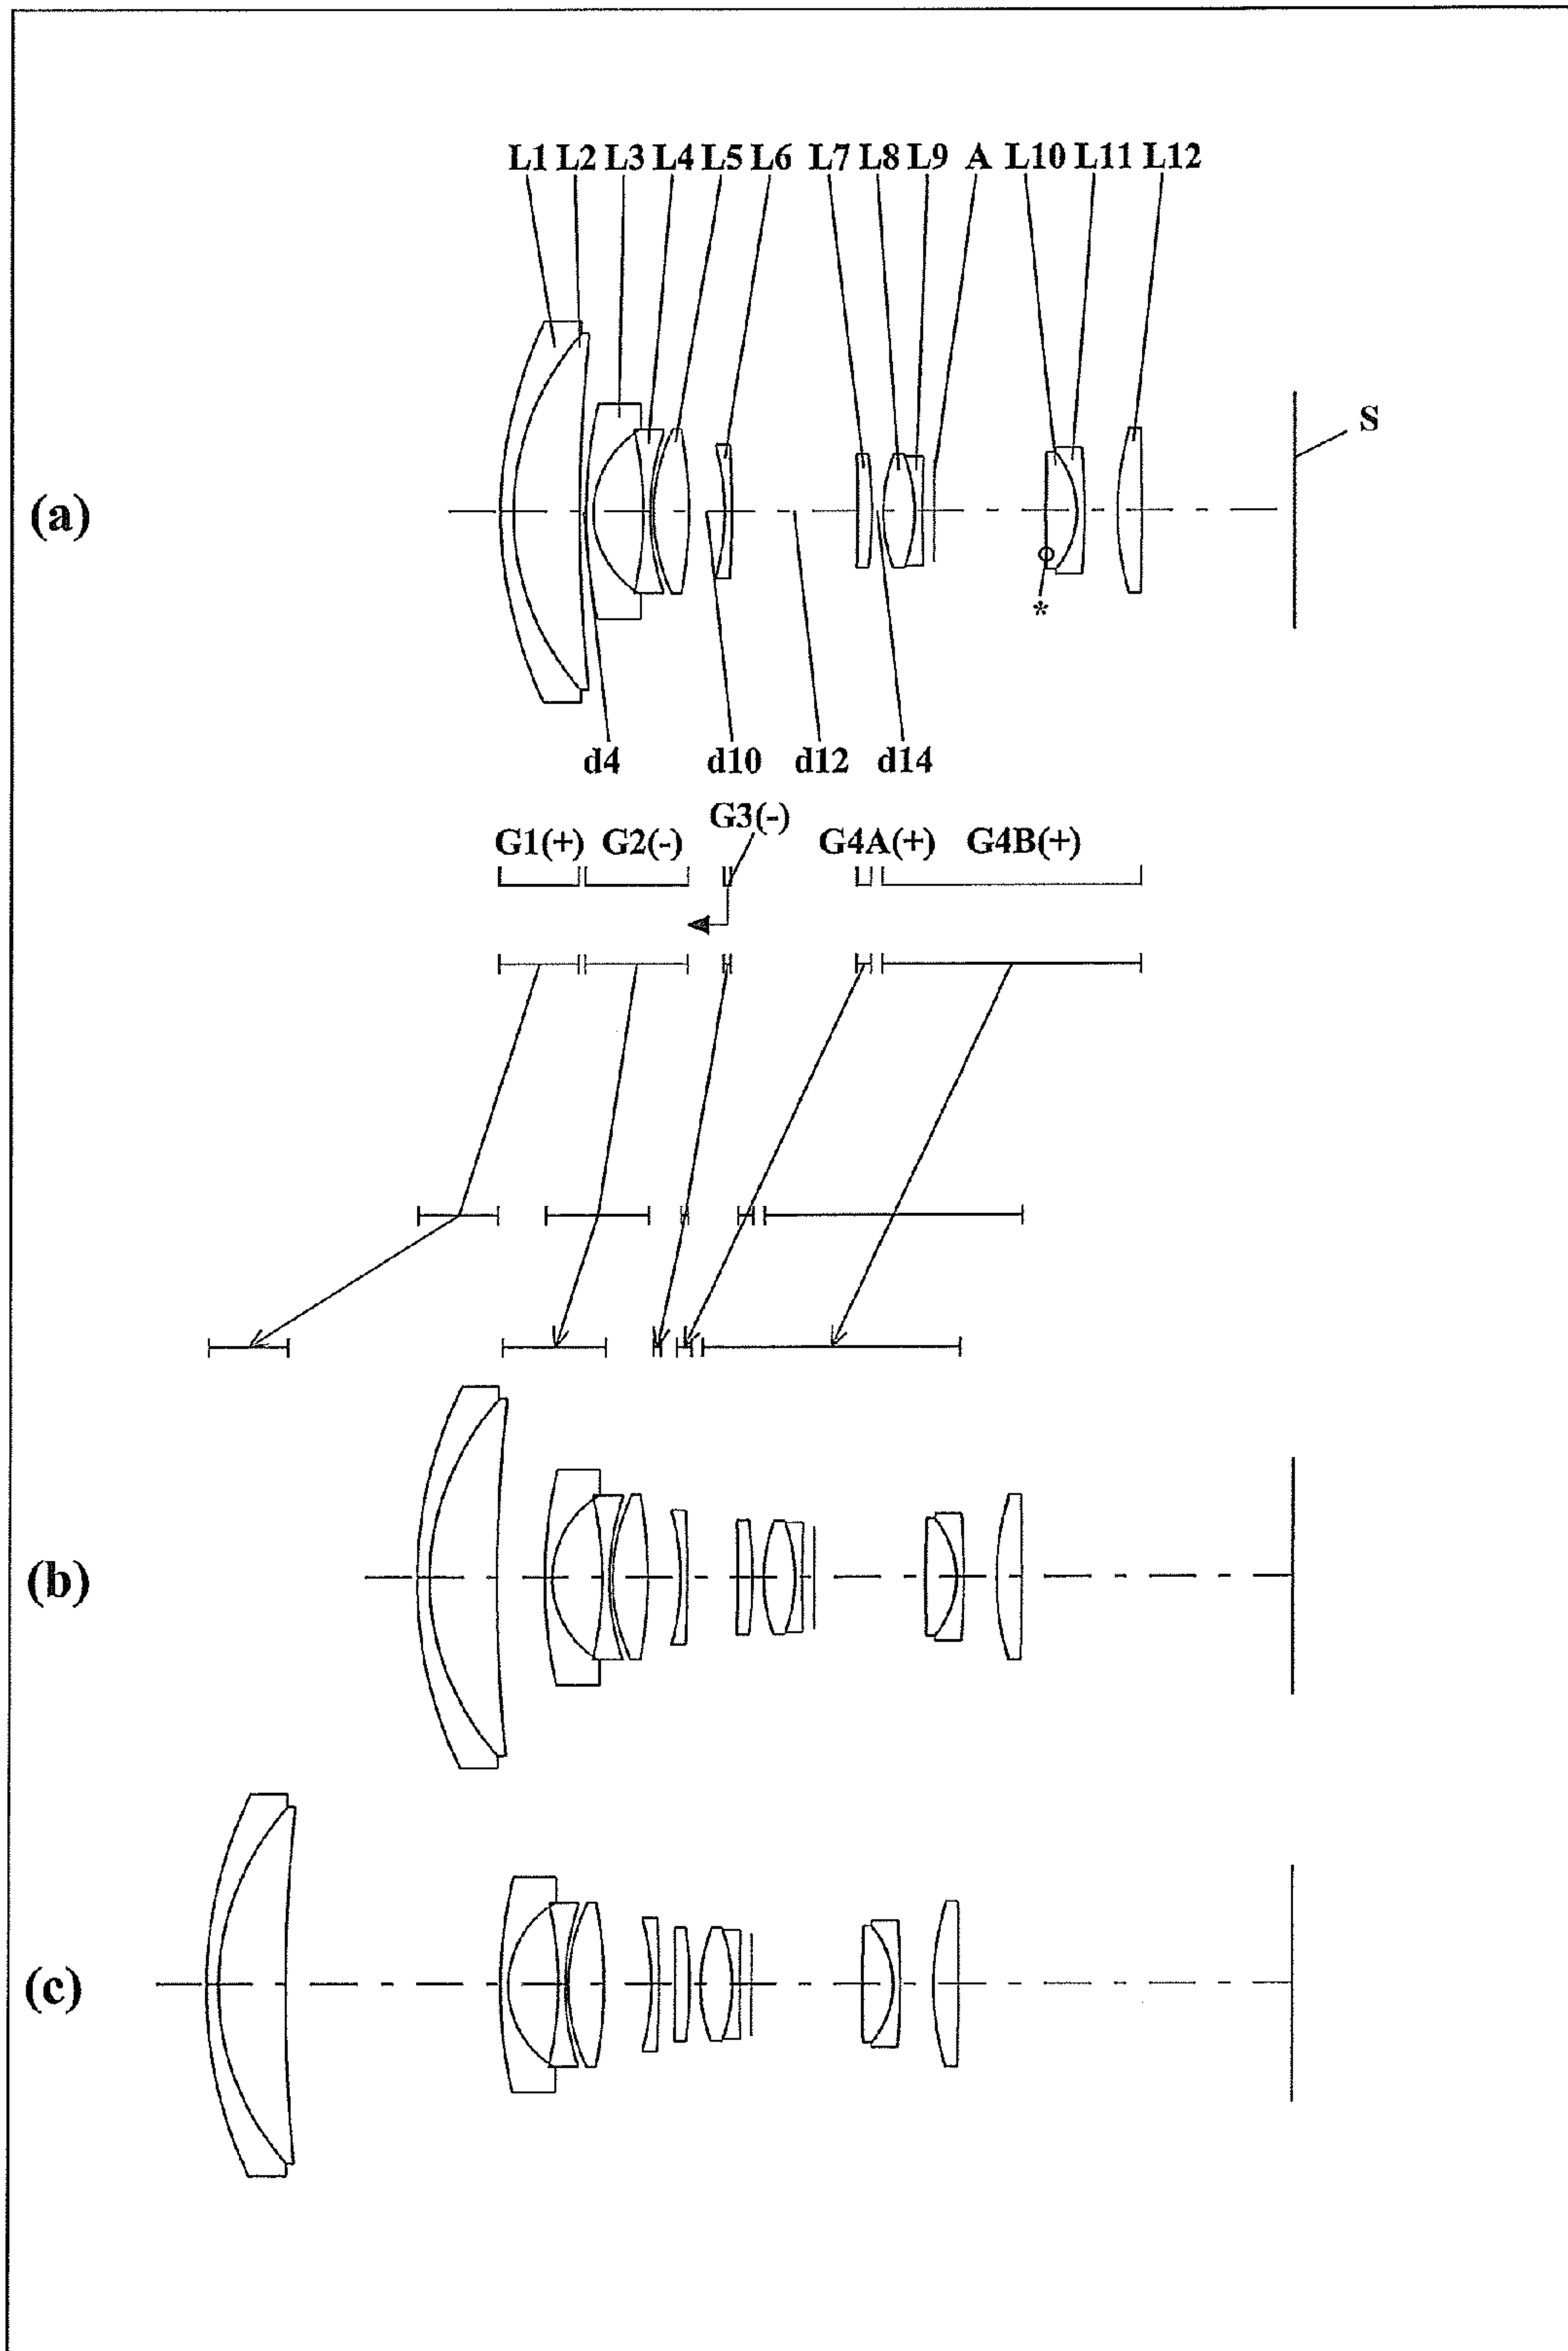 L1 L2 L3 L4 L5 L6 L7 L8 L9 A L10 L11 L12
S
(a)
*
d4 d10 d12 d14
G3(-)
G1(+) G2(-) G4A(+) G4B(+)
(b)
(c)